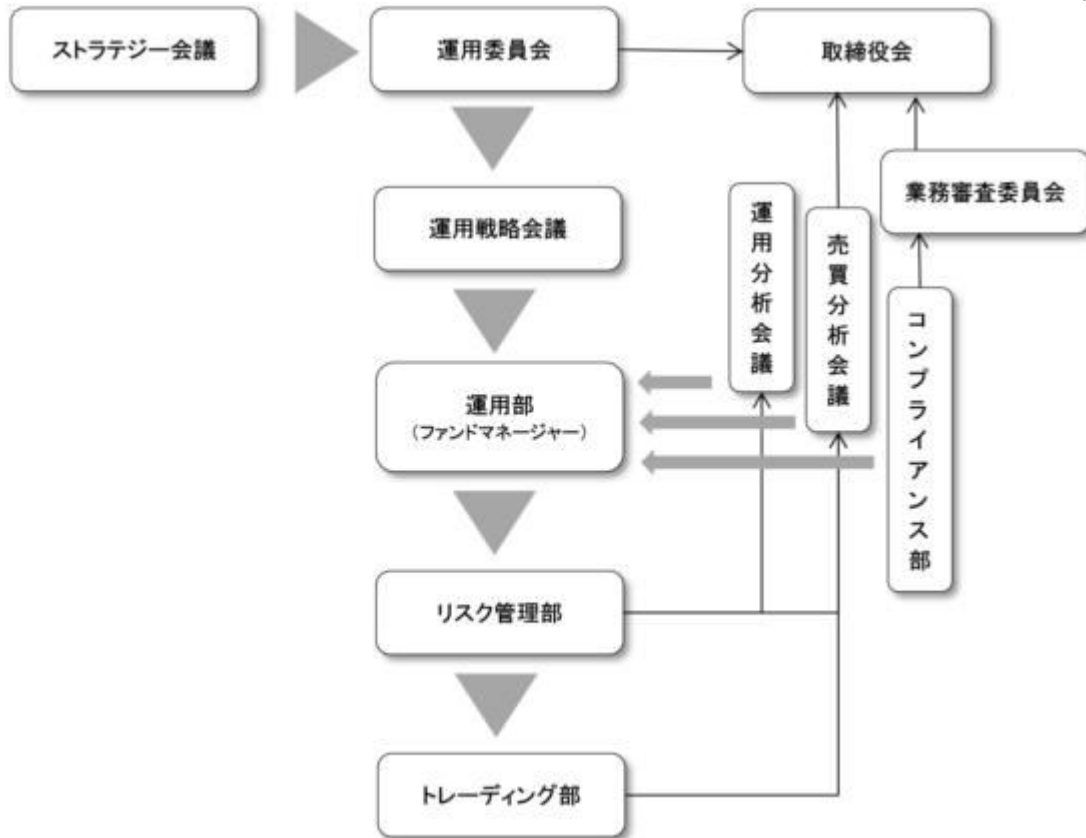 ストラテジー会議
運用委員会
取締役会
業務審査委員会
運用戦略会議
運用分析会議
売買分析会議
コンプライアンス部
運用部
(ファンドマネージャー)
リスク管理部
トレーディング部